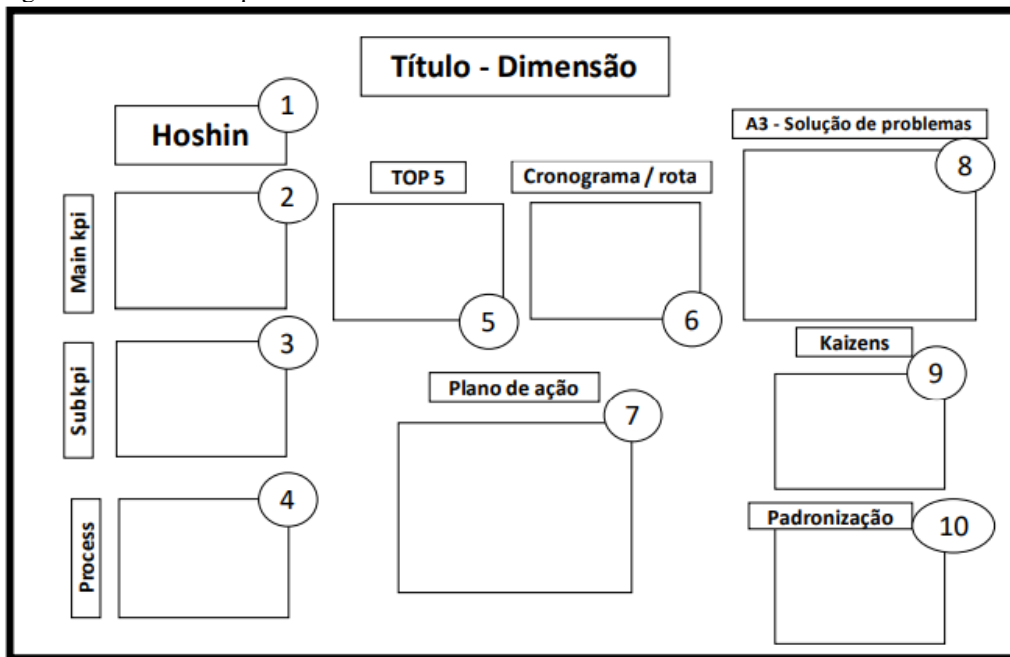 Título - Dimensão
1
Hoshin
A3 - Solução de problemas
8
TOP 5
Cronograma / rota
2
Main kpi
5
6
3
Subkpi
Kaizens
9
Plano de ação
7
4
Process
Padronização
10